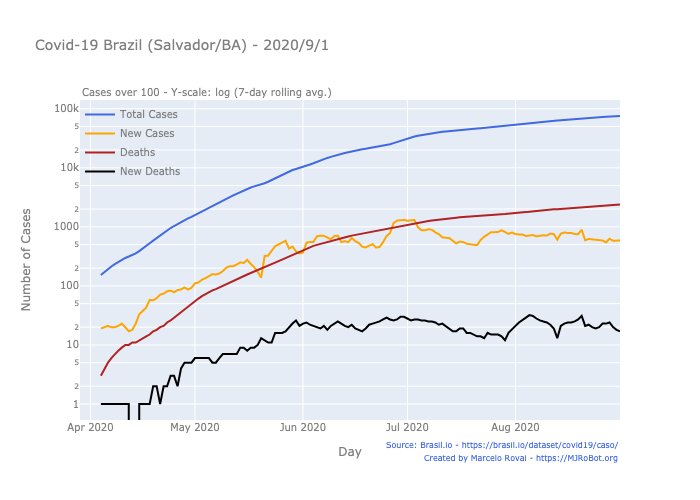 Covid-19 Brazil (Salvador/BA) - 2020/9/1
Cases over 100 - Y-scale: log (7-day rolling avg.)
Total Cases
New Cases
Deaths
New Deaths
Number of Cases
100k
5
2
10k
5
2
1000
5
2
100
5
2
10
5
2
1
Apr 2020
May 2020
Jun 2020
Jul 2020
Aug 2020
Day
Source: Brasil.io - https://brasil.io/dataset/covid19/caso/
Created by Marcelo Rovai - https://MJRoBot.org